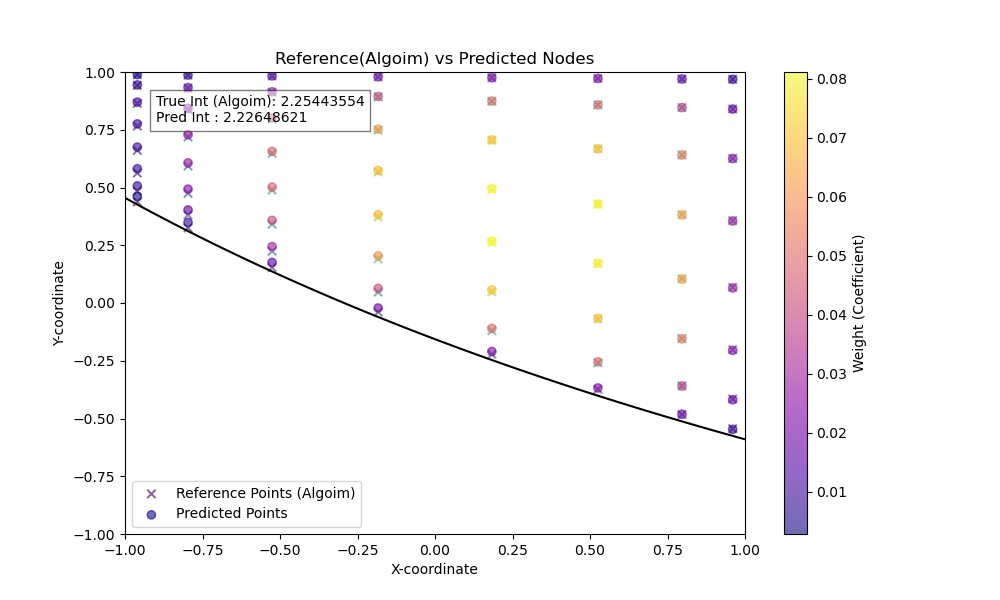 Reference(Algoim) vs Predicted Nodes
True Int (Algoim): 2.25443554
Pred Int : 2.22648621
1.00
0.75
0.50
0.25
0.00
−0.25
−0.50
−0.75
−1.00
Y-coordinate
Reference Points (Algoim)
Predicted Points
−1.00 −0.75 −0.50 −0.25 0.00 0.25 0.50 0.75 1.00
X-coordinate
0.08
0.07
0.06
0.05
0.04
0.03
0.02
0.01
Weight (Coefficient)